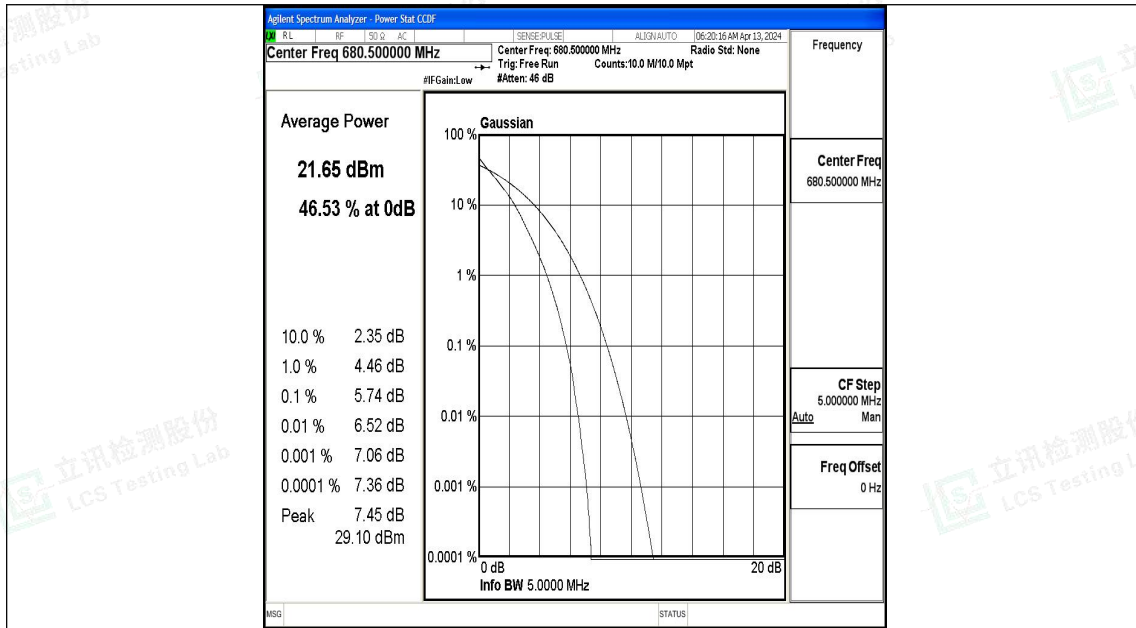 Agilent Spectrum Analyzer - Power Stat CCDF
RL RF 50 Ω AC SENSE:PULSE ALIGNAUTO 06:20:16 AM Apr 13, 2024
Center Freq 680.500000 MHz
Center Freq: 680.500000 MHz Radio Std: None
Trig: Free Run Counts:10.0 M/10.0 Mpt
#IFGain:Low #Atten: 46 dB
Frequency
Average Power
21.65 dBm
46.53 % at 0dB
10.0 % 2.35 dB
1.0 % 4.46 dB
0.1 % 5.74 dB
0.01 % 6.52 dB
0.001 % 7.06 dB
0.0001 % 7.36 dB
Peak 7.45 dB
29.10 dBm
Gaussian
100 %
10 %
1 %
0.1 %
0.01 %
0.001 %
0.0001 %
0 dB 20 dB
Info BW 5.0000 MHz
Center Freq
680.500000 MHz
CF Step
5.000000 MHz
Auto Man
Freq Offset
0 Hz
MSG STATUS
立讯检测股份
LCS Testing Lab
立讯检测股份
LCS Testing L